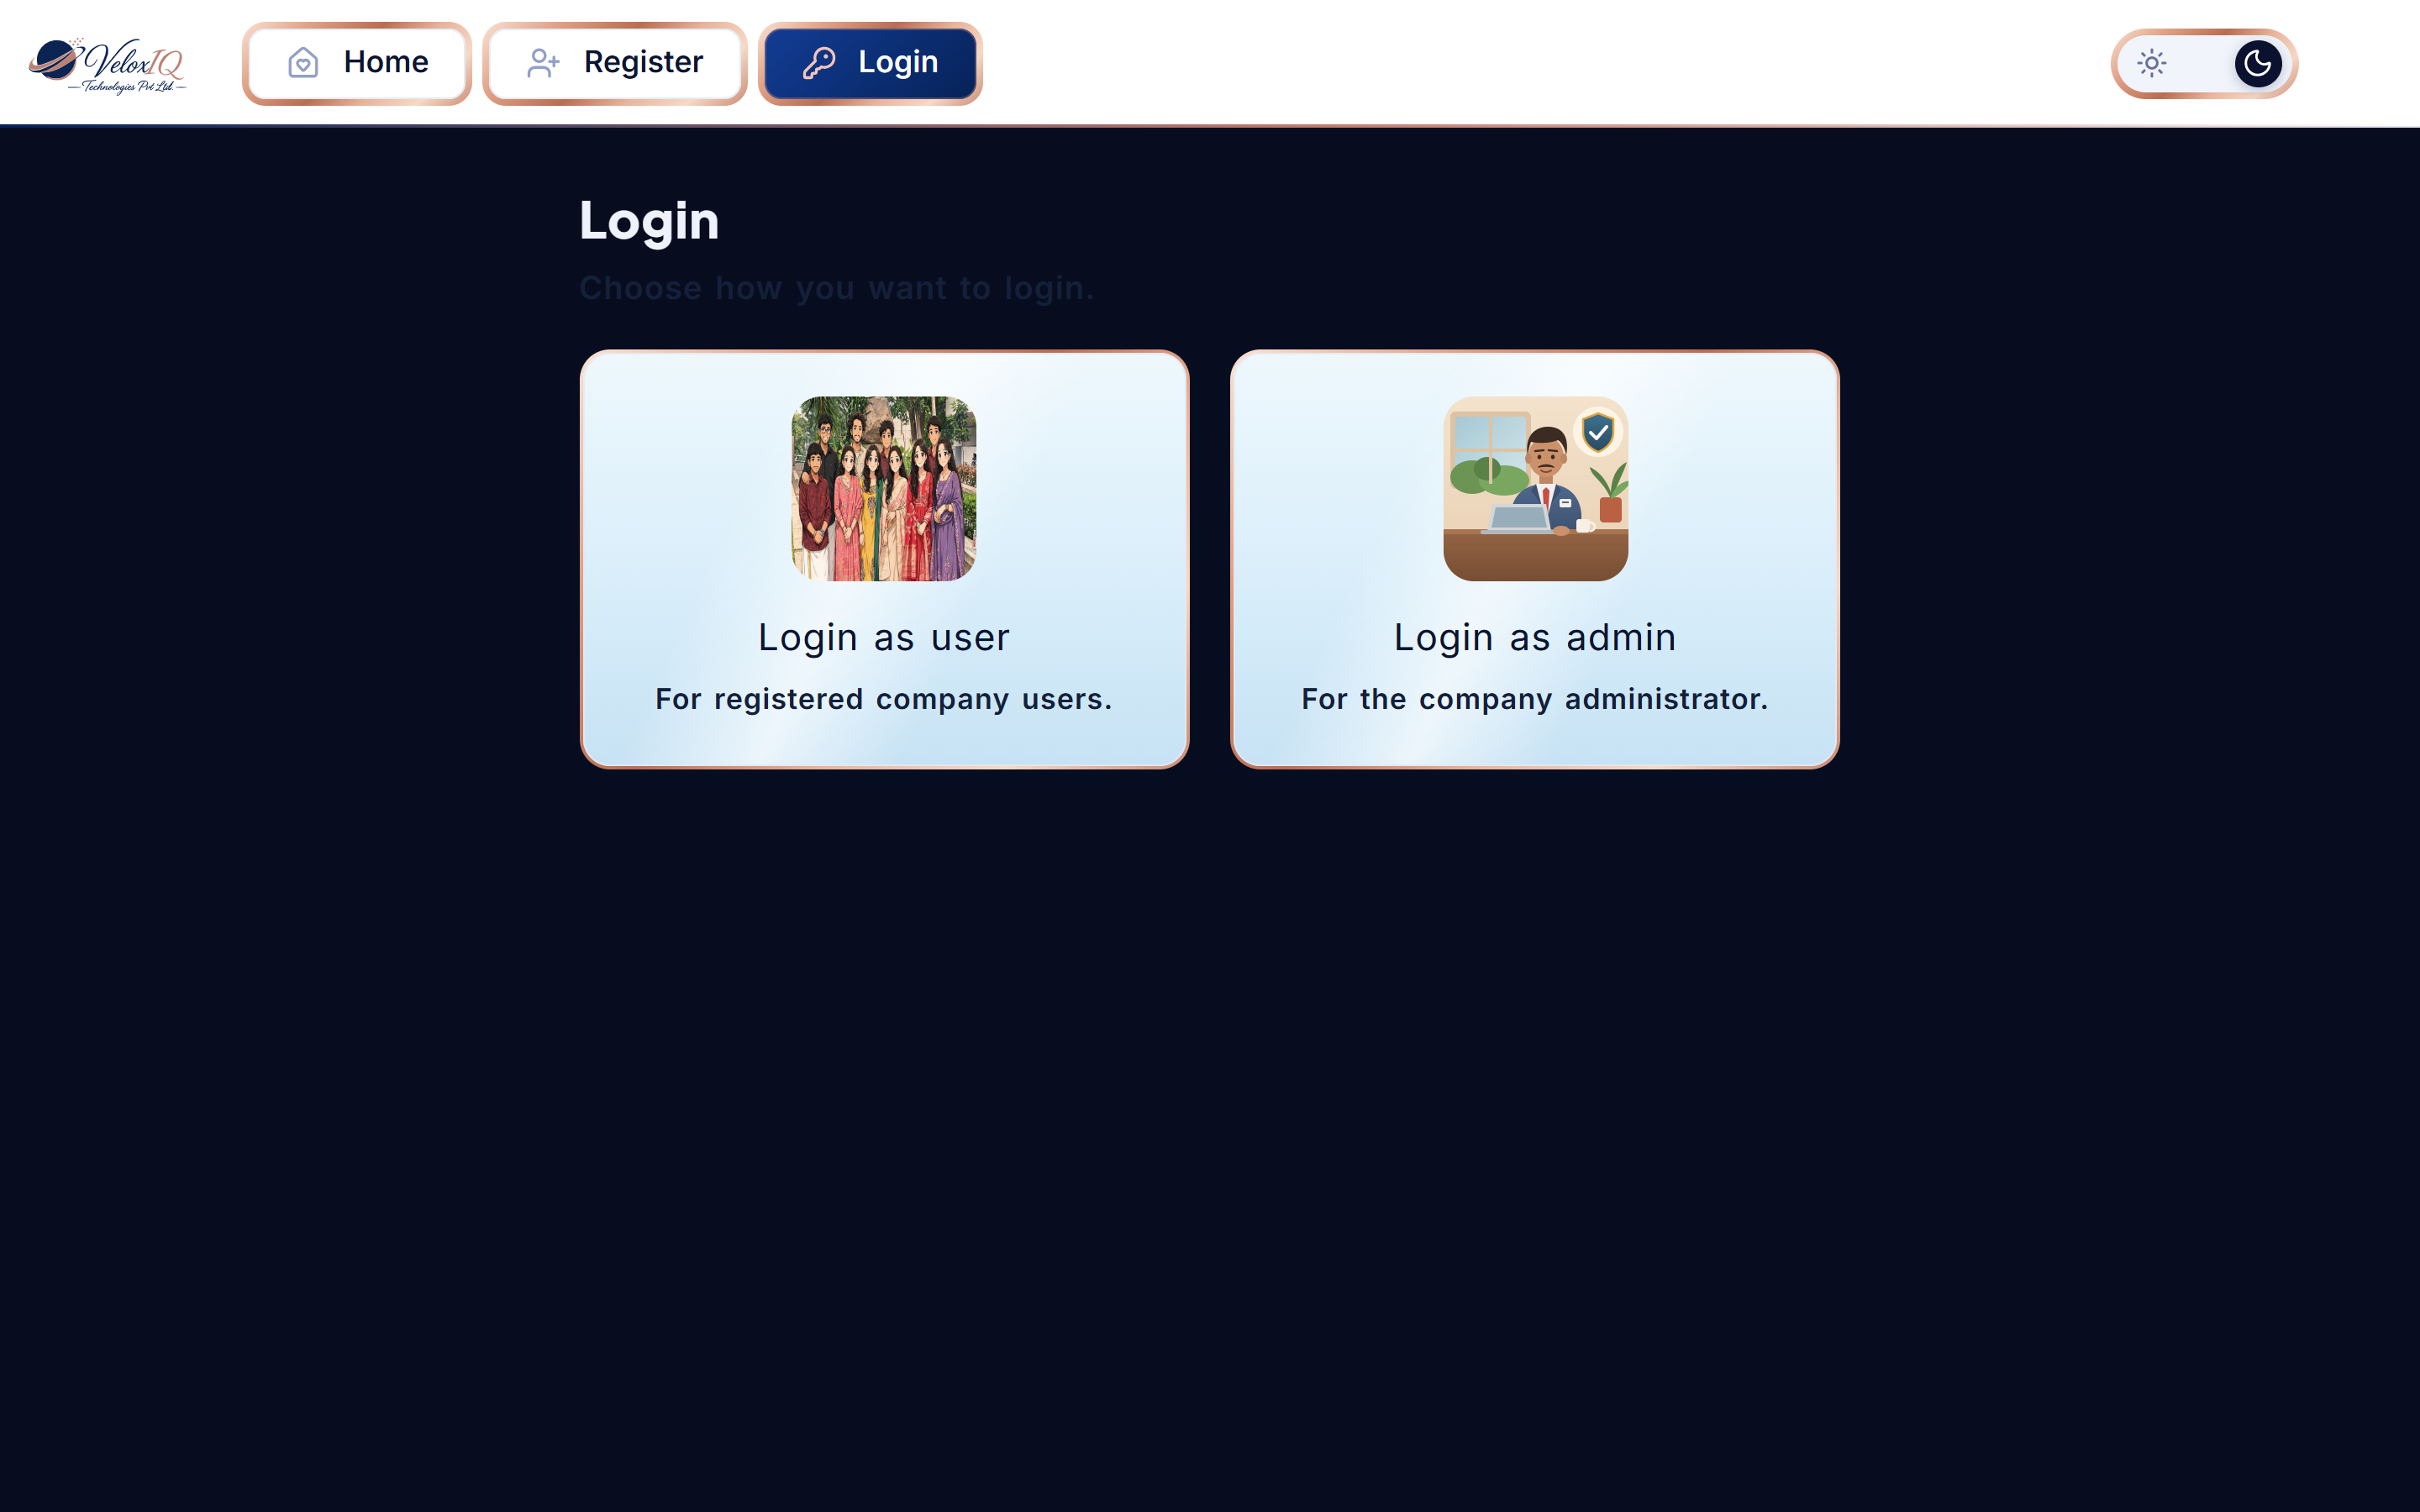 VeloxIQ
Technologies Pvt Ltd.
Home
Register
Login
Login
Choose how you want to login.
Login as user
For registered company users.
Login as admin
For the company administrator.